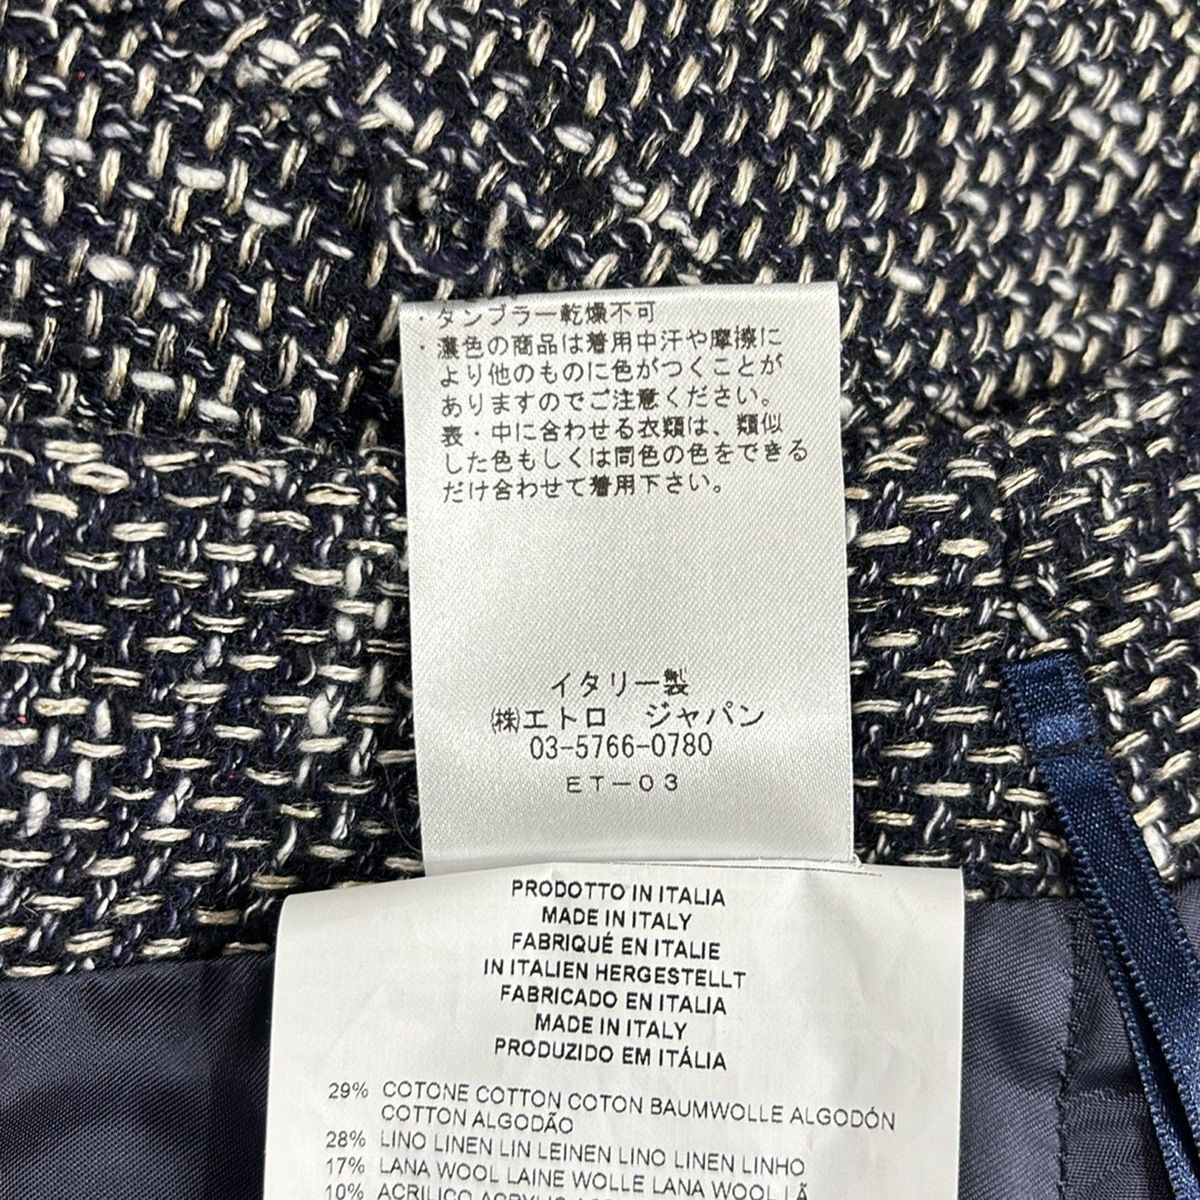 ・タンブラー乾燥不可
・濃色の商品は着用中汗や摩擦に
より他のものに色がつくことが
ありますのでご注意ください。
表・中に合わせる衣類は、類似
した色もしくは同色の色をできる
だけ合わせて着用下さい。
イタリー製
㈱エトロ ジャパン
03-5766-0780
ET-03
PRODOTTO IN ITALIA
MADE IN ITALY
FABRIQUÉ EN ITALIE
IN ITALIEN HERGESTELLT
FABRICADO EN ITALIA
MADE IN ITALY
PRODUZIDO EM ITÁLIA
29% COTONE COTTON COTON BAUMWOLLE ALGODÓN
COTTON ALGODÃO
28% LINO LINEN LIN LEINEN LINO LINEN LINHO
17% LANA WOOL LAINE WOLLE LANA WOOL LÃ
10% ACRILICO